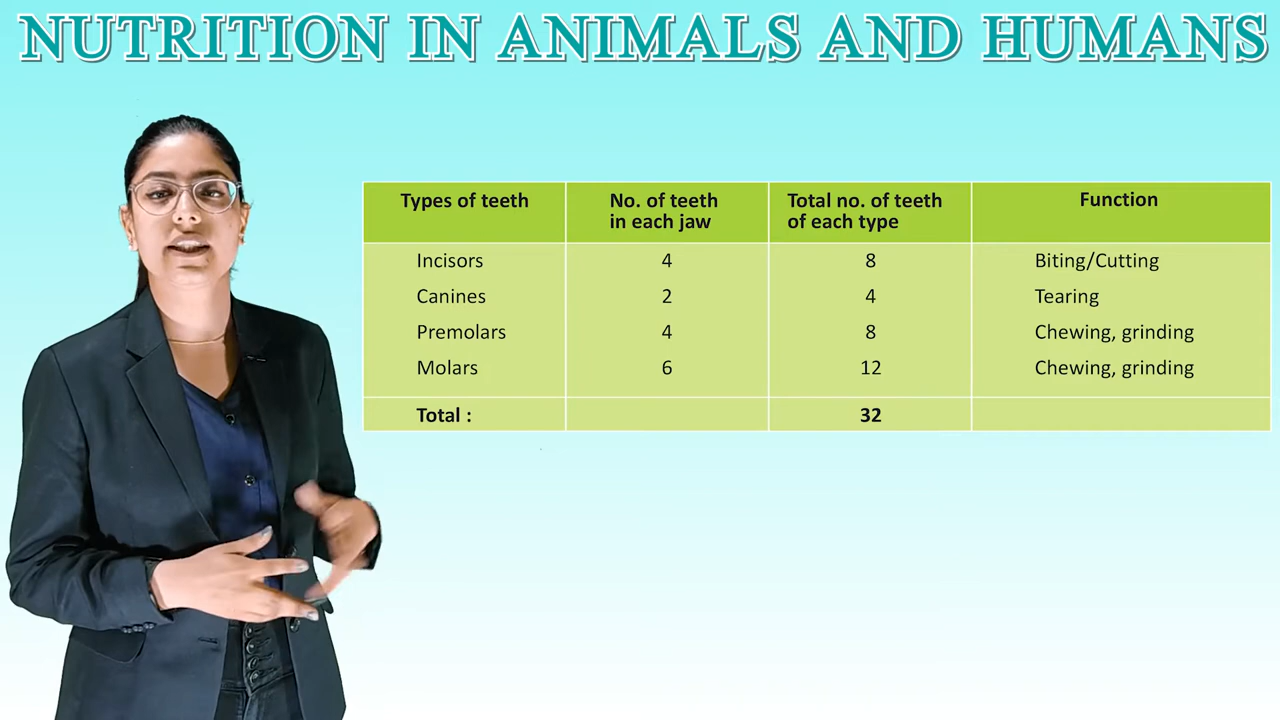 NUTRITION IN ANIMALS AND HUMANS
Types of teeth No. of teeth in each jaw Total no. of teeth of each type Function
Incisors 4 8 Biting/Cutting
Canines 2 4 Tearing
Premolars 4 8 Chewing, grinding
Molars 6 12 Chewing, grinding
Total : 32